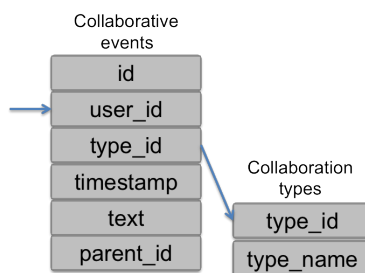 Collaborative
events
id
user_id
type_id
timestamp
text
parent_id
Collaboration
types
type_id
type_name